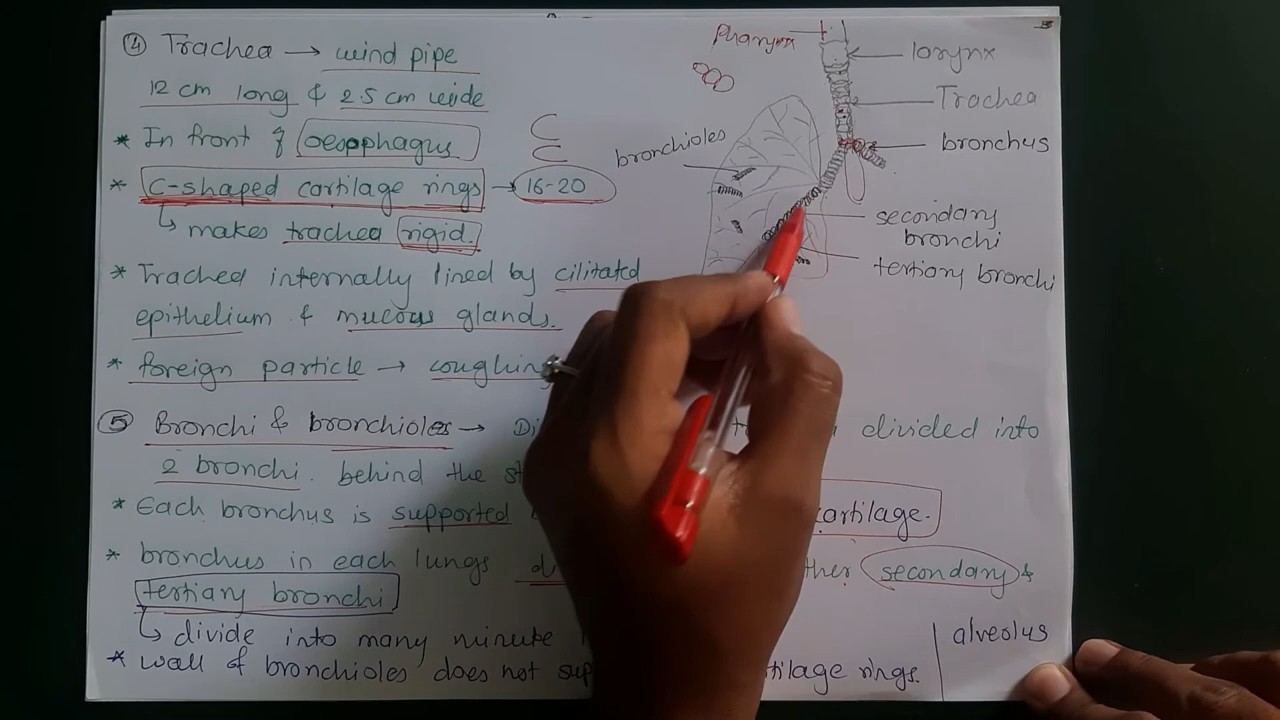 ④ Trachea → wind pipe
12 cm long & 2.5 cm wide
* In front of oesophagus
* C-shaped cartilage rings → 16-20
↳ makes trachea rigid.
* Trachea internally lined by cilitated
epithelium & mucous glands.
* foreign particle → coughing
⑤ Bronchi & bronchioles → divided into
2 bronchi. behind the
* Each bronchus is supported cartilage.
* bronchus in each lungs secondary &
tertiary bronchi
↳ divide into many minute
* wall of bronchioles does not rings.
alveolus
Pharynx
larynx
Trachea
bronchus
bronchioles
secondary
bronchi
tertiary bronchi